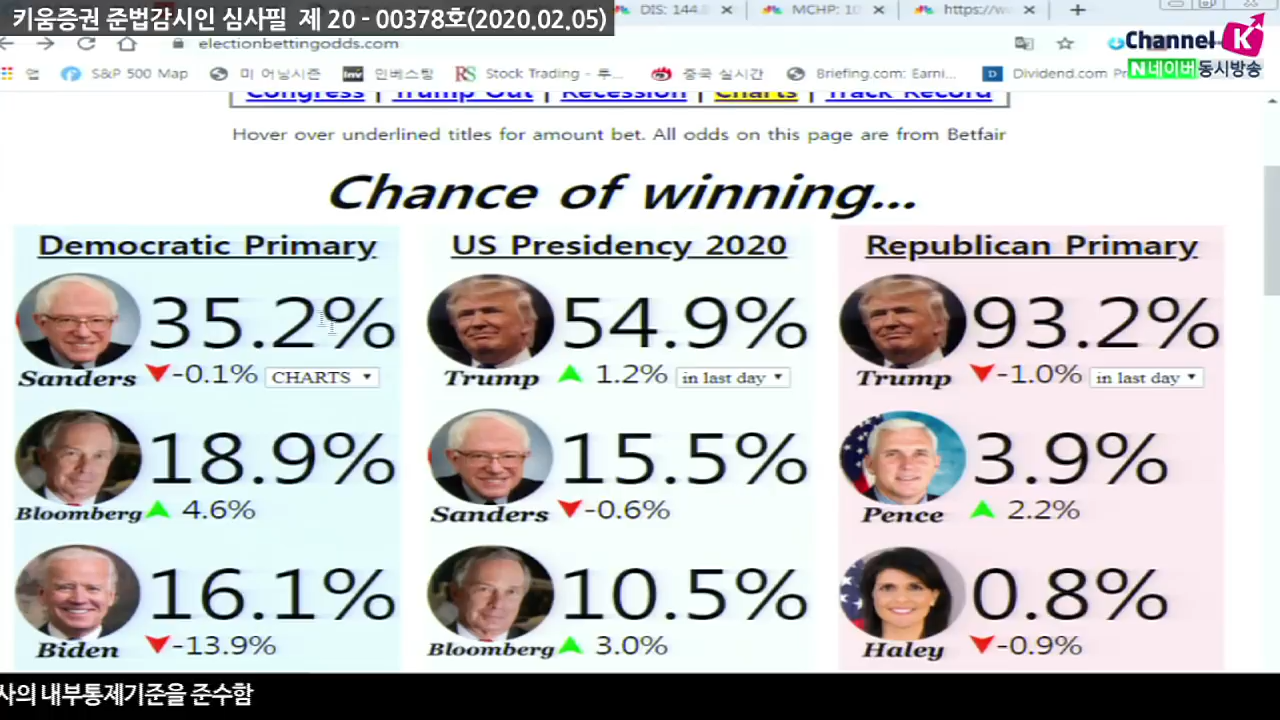 키움증권 준법감시인 심사필 제 20 - 00378호(2020.02.05)
DIS: 144.
MCHP: 1
https://w
Channel K
N네이버동시방송
electionbettingodds.com
앱 S&P 500 Map 미 어닝시즌 Inv 인베스팅 RS Stock Trading - 투... 중국 실시간 Briefing.com: Earni... D Dividend.com Pr
Congress | Trump Out | Recession | Charts | Track Record
Hover over underlined titles for amount bet. All odds on this page are from Betfair
Chance of winning...
Democratic Primary
35.2%
Sanders -0.1% CHARTS
18.9%
Bloomberg 4.6%
16.1%
Biden -13.9%
US Presidency 2020
54.9%
Trump 1.2% in last day
15.5%
Sanders -0.6%
10.5%
Bloomberg 3.0%
Republican Primary
93.2%
Trump -1.0% in last day
3.9%
Pence 2.2%
0.8%
Haley -0.9%
사의 내부통제기준을 준수함